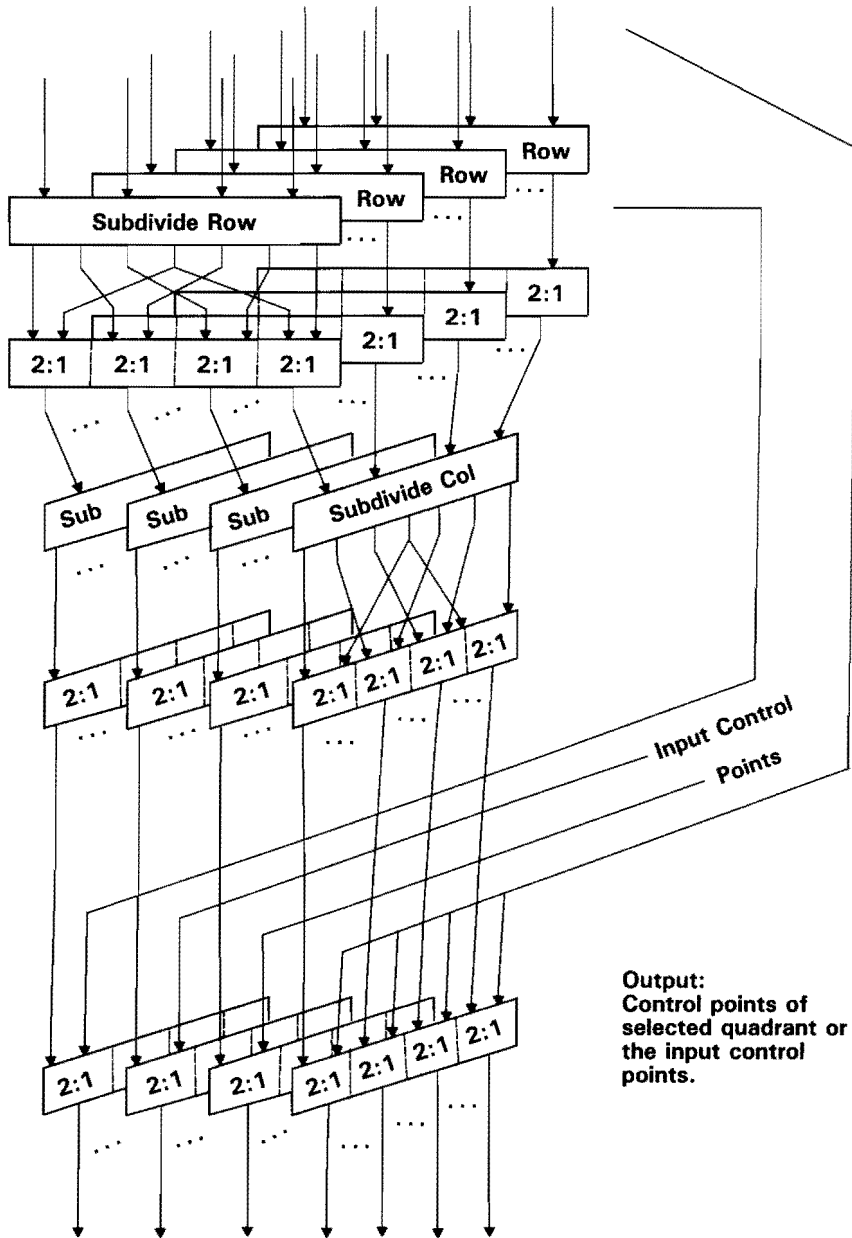 Row
Row
Row
Subdivide Row
...
...
...
2:1
2:1
2:1
2:1 2:1 2:1 2:1
...
...
...
... ... ... ...
Subdivide Col
Sub Sub Sub
... ... ...
2:1 2:1 2:1 2:1 2:1 2:1 2:1
... ... ... ... ... ...
Input Control
Points
Output:
Control points of
selected quadrant or
the input control
points.
2:1 2:1 2:1 2:1 2:1 2:1 2:1
... ... ... ... ... ...